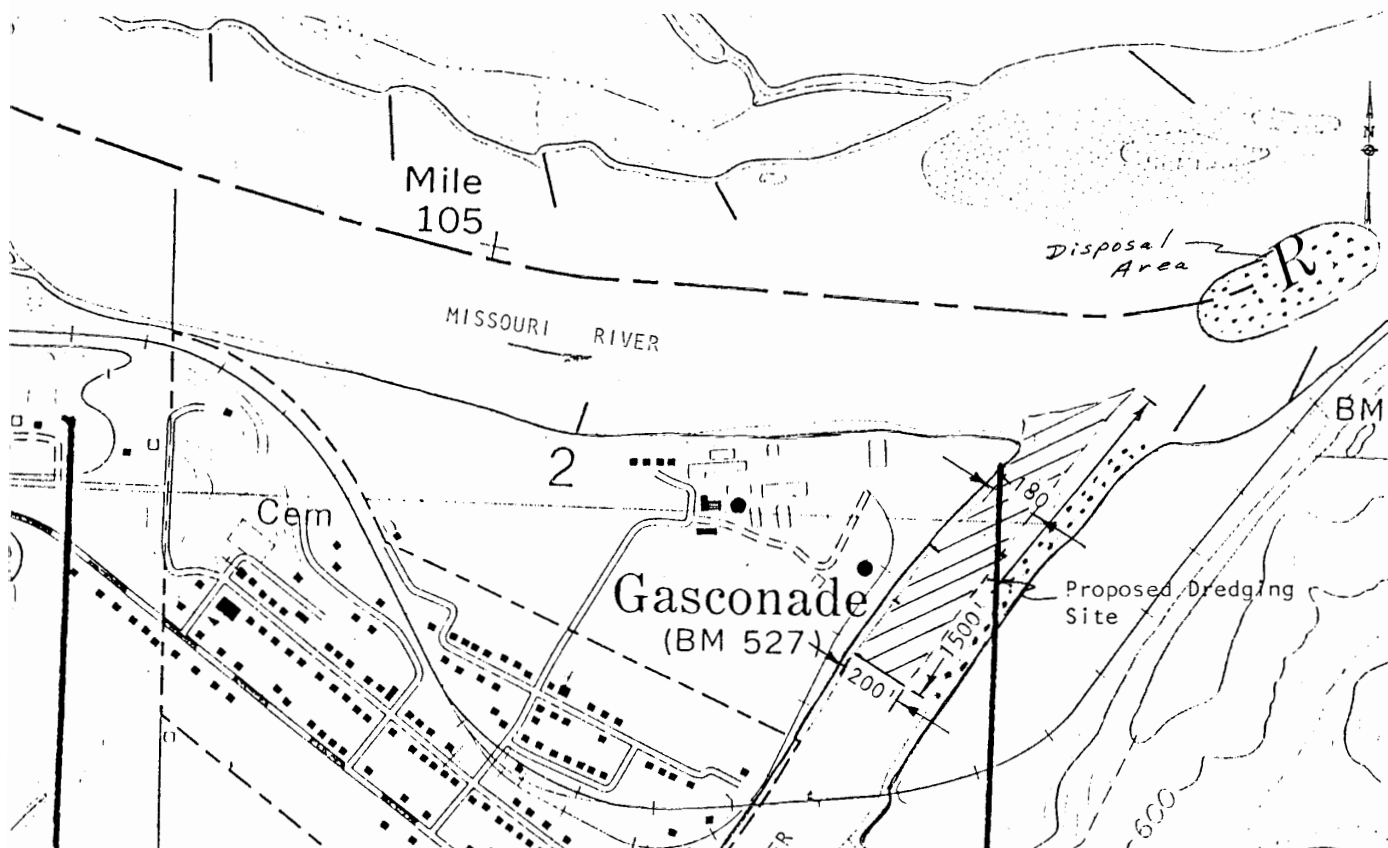 Mile
105
N
Disposal
Area
R
MISSOURI RIVER
BM
2
Cem
180'
Gasconade
(BM 527)
Proposed Dredging
Site
1500'
200'
600